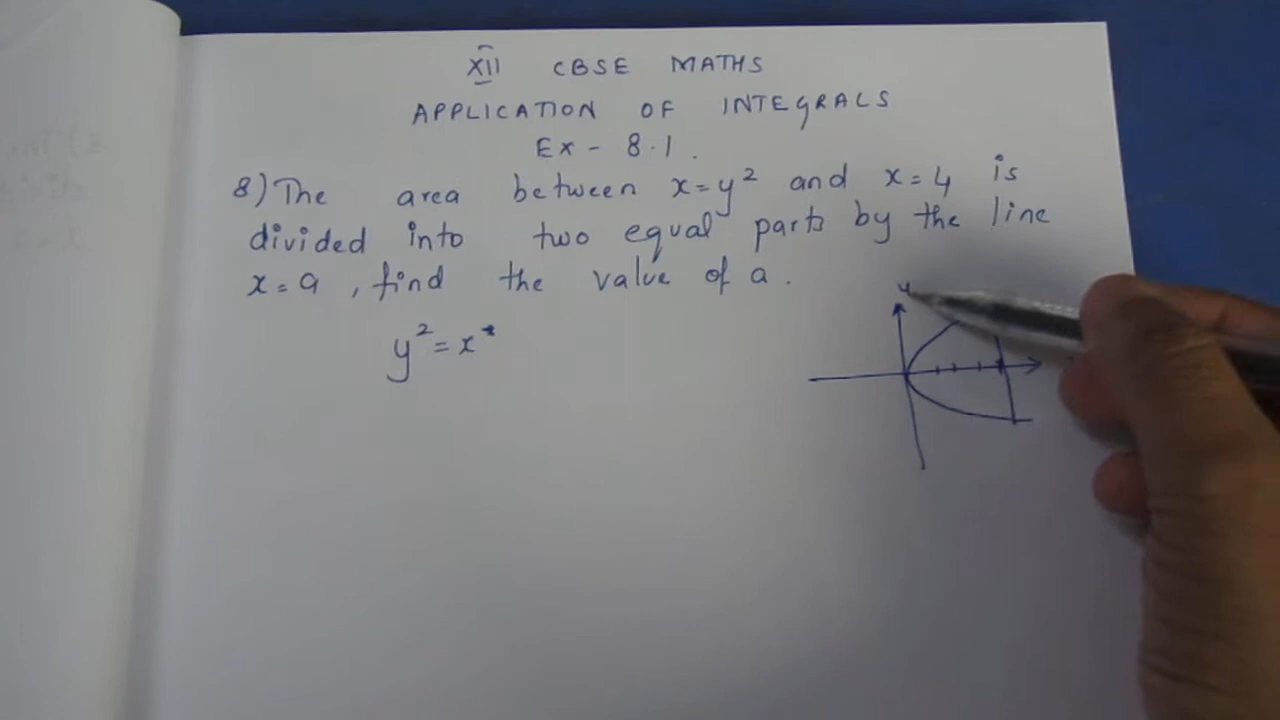 XII CBSE MATHS
APPLICATION OF INTEGRALS
Ex - 8.1.
8) The area between x = y² and x = 4 is
divided into two equal parts by the line
x = a, find the value of a.
y² = x